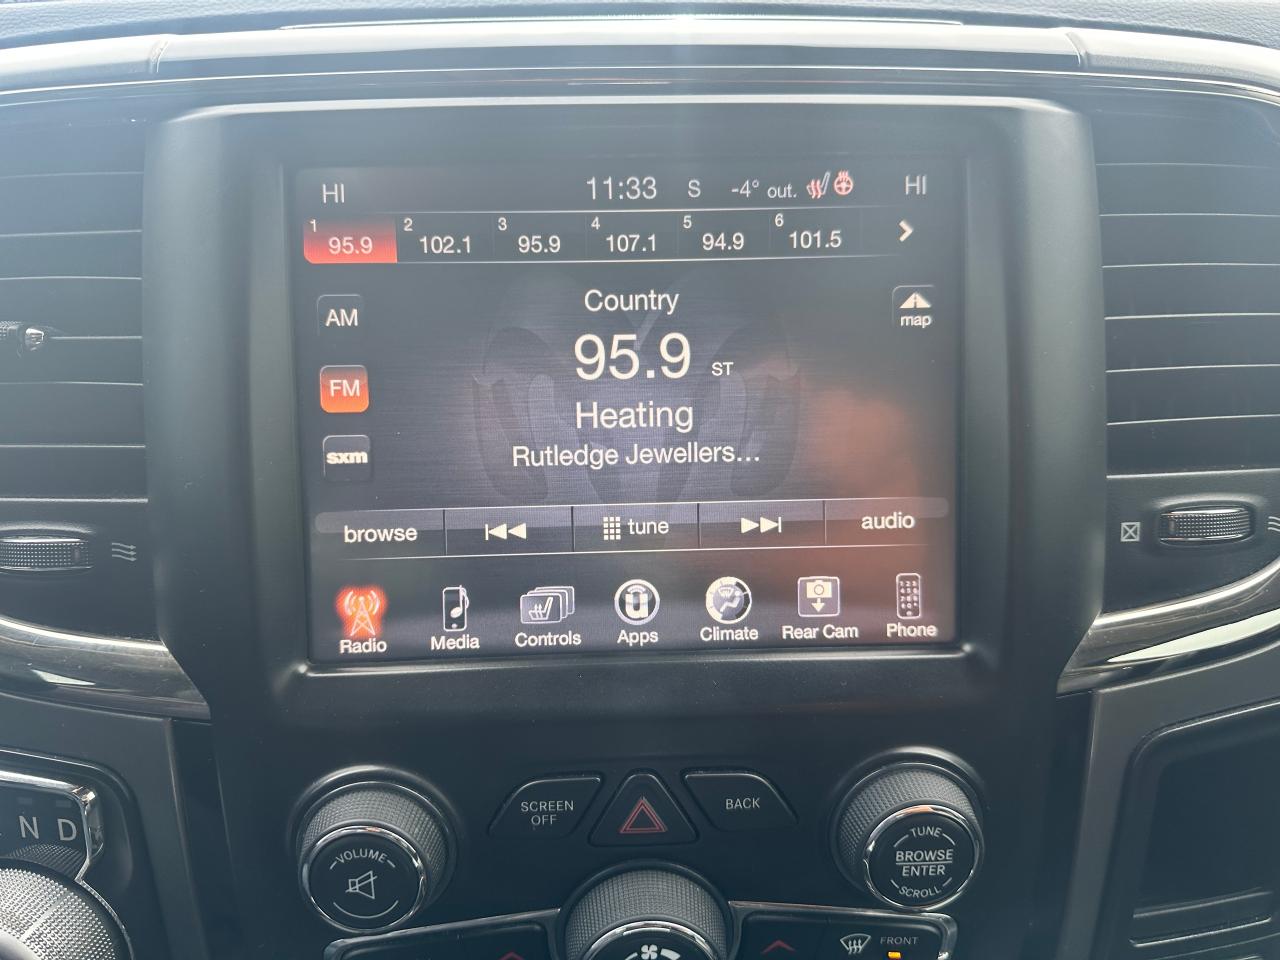 HI 11:33 S -4° out. HI
1 95.9 2 102.1 3 95.9 4 107.1 5 94.9 6 101.5
Country
AM
map
95.9 ST
FM
Heating
sxm
Rutledge Jewellers...
browse tune audio
Radio Media Controls Apps Climate Rear Cam Phone
SCREEN
OFF
BACK
N D
VOLUME
TUNE
BROWSE
ENTER
SCROLL
FRONT